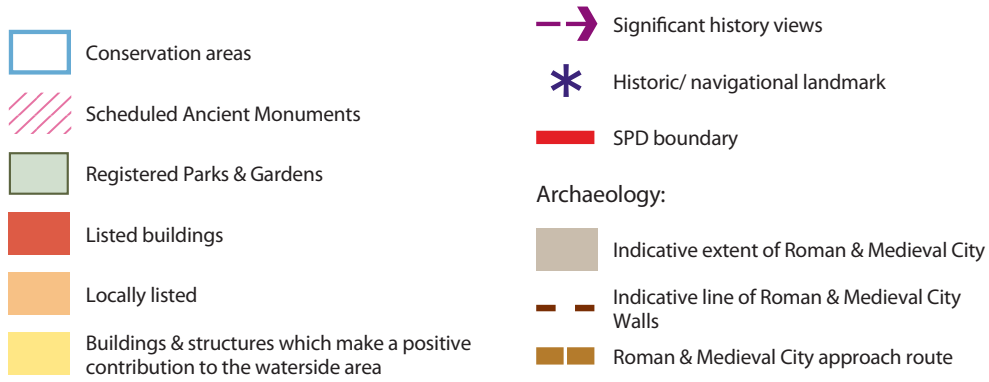 Conservation areas
Scheduled Ancient Monuments
Registered Parks & Gardens
Listed buildings
Locally listed
Buildings & structures which make a positive
contribution to the waterside area
Significant history views
Historic/ navigational landmark
SPD boundary
Archaeology:
Indicative extent of Roman & Medieval City
Indicative line of Roman & Medieval City
Walls
Roman & Medieval City approach route